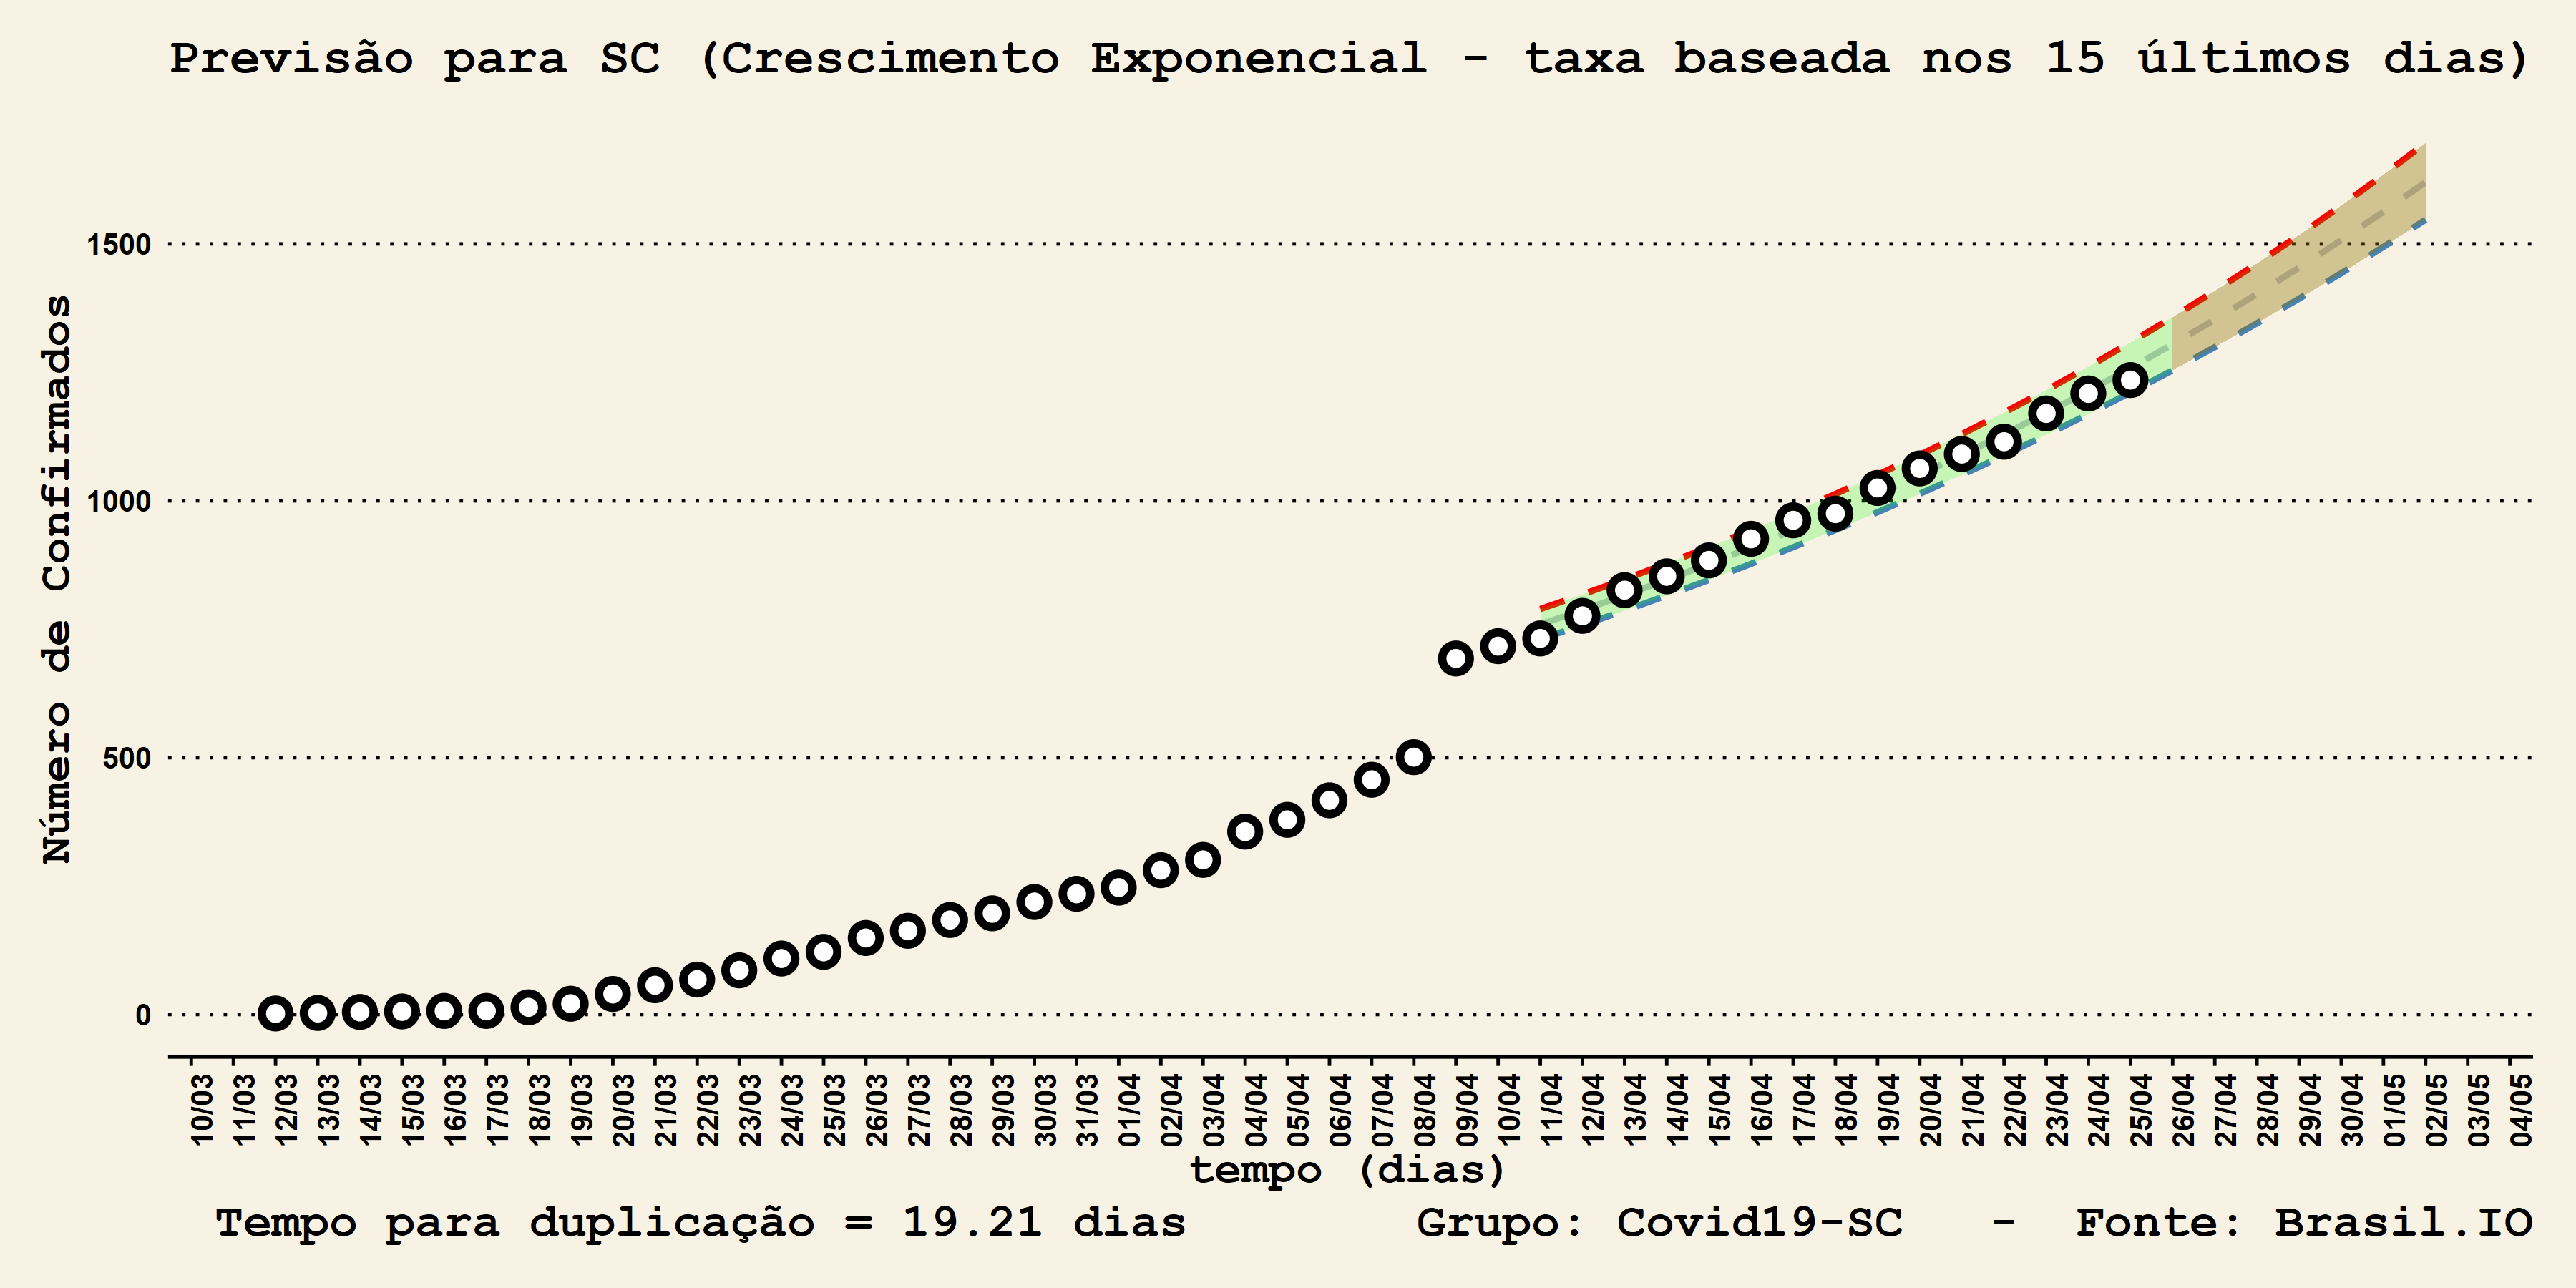 Previsão para SC (Crescimento Exponencial - taxa baseada nos 15 últimos dias)
Número de Confirmados
1500
1000
500
0
10/03 11/03 12/03 13/03 14/03 15/03 16/03 17/03 18/03 19/03 20/03 21/03 22/03 23/03 24/03 25/03 26/03 27/03 28/03 29/03 30/03 31/03 01/04 02/04 03/04 04/04 05/04 06/04 07/04 08/04 09/04 10/04 11/04 12/04 13/04 14/04 15/04 16/04 17/04 18/04 19/04 20/04 21/04 22/04 23/04 24/04 25/04 26/04 27/04 28/04 29/04 30/04 01/05 02/05 03/05 04/05
tempo (dias)
Tempo para duplicação = 19.21 dias Grupo: Covid19-SC - Fonte: Brasil.IO